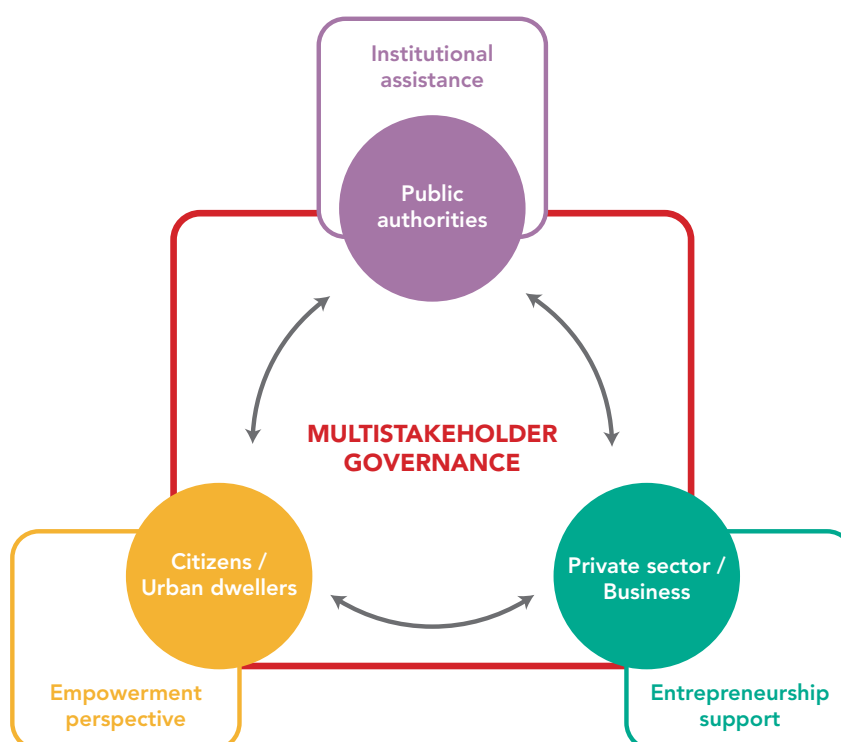 Institutional
assistance
Public
authorities
MULTISTAKEHOLDER
GOVERNANCE
Citizens /
Urban dwellers
Private sector /
Business
Empowerment
perspective
Entrepreneurship
support